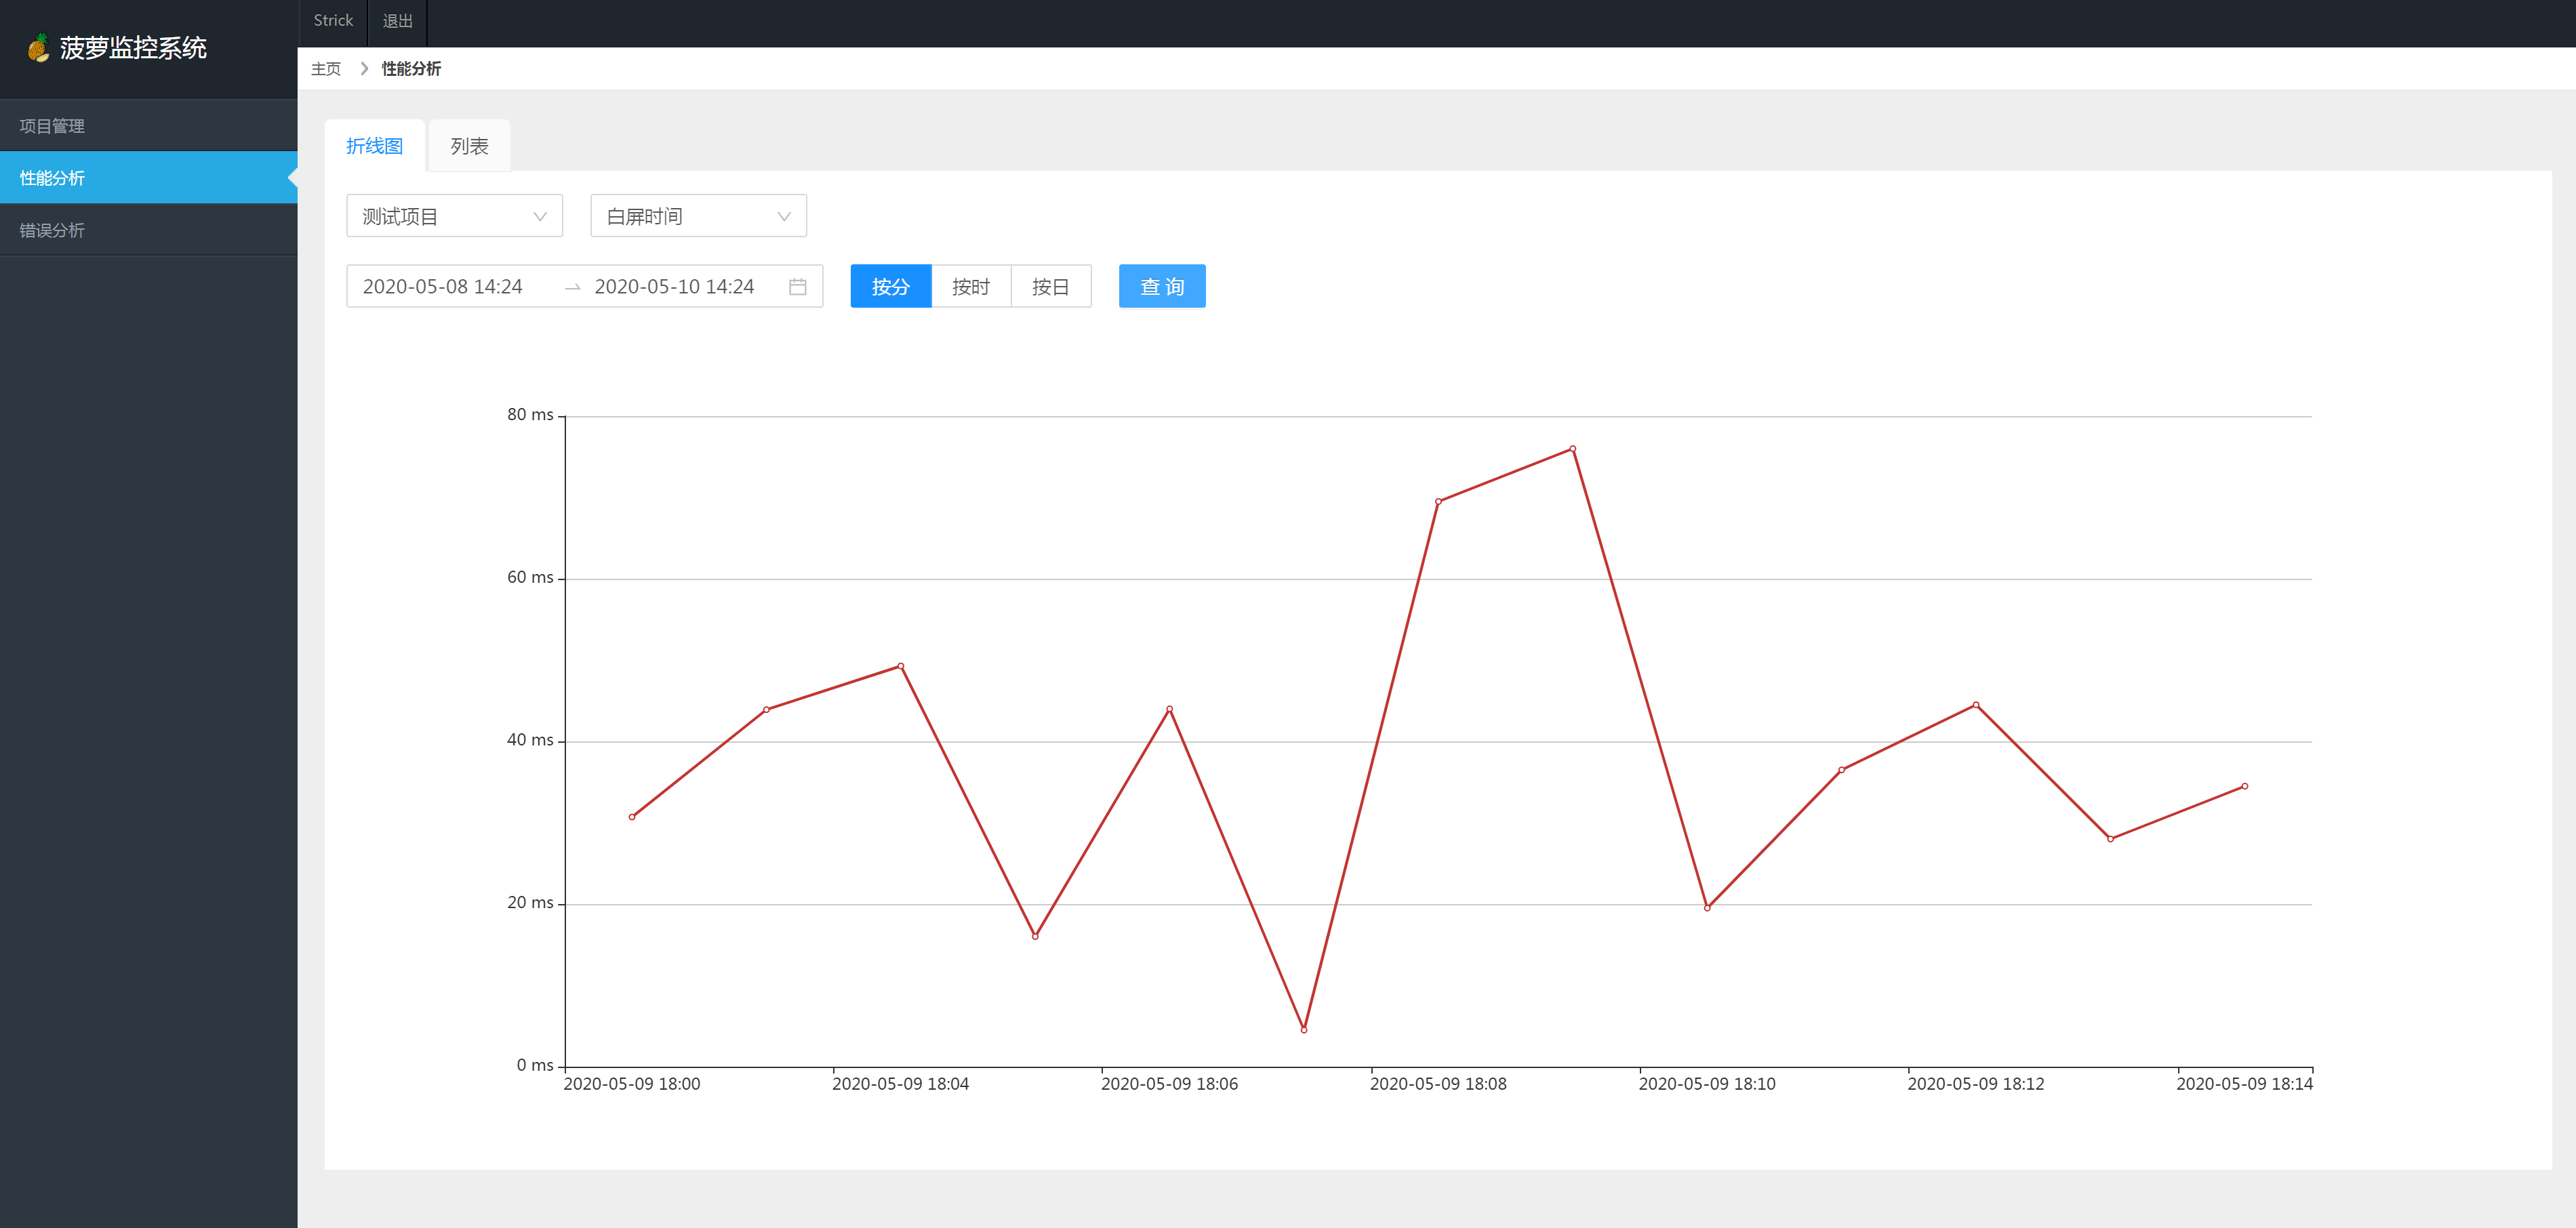 菠萝监控系统
Strick 退出
主页 性能分析
项目管理
性能分析
错误分析
折线图 列表
测试项目 白屏时间
2020-05-08 14:24 → 2020-05-10 14:24 按分 按时 按日 查 询
80 ms
60 ms
40 ms
20 ms
0 ms
2020-05-09 18:00 2020-05-09 18:04 2020-05-09 18:06 2020-05-09 18:08 2020-05-09 18:10 2020-05-09 18:12 2020-05-09 18:14